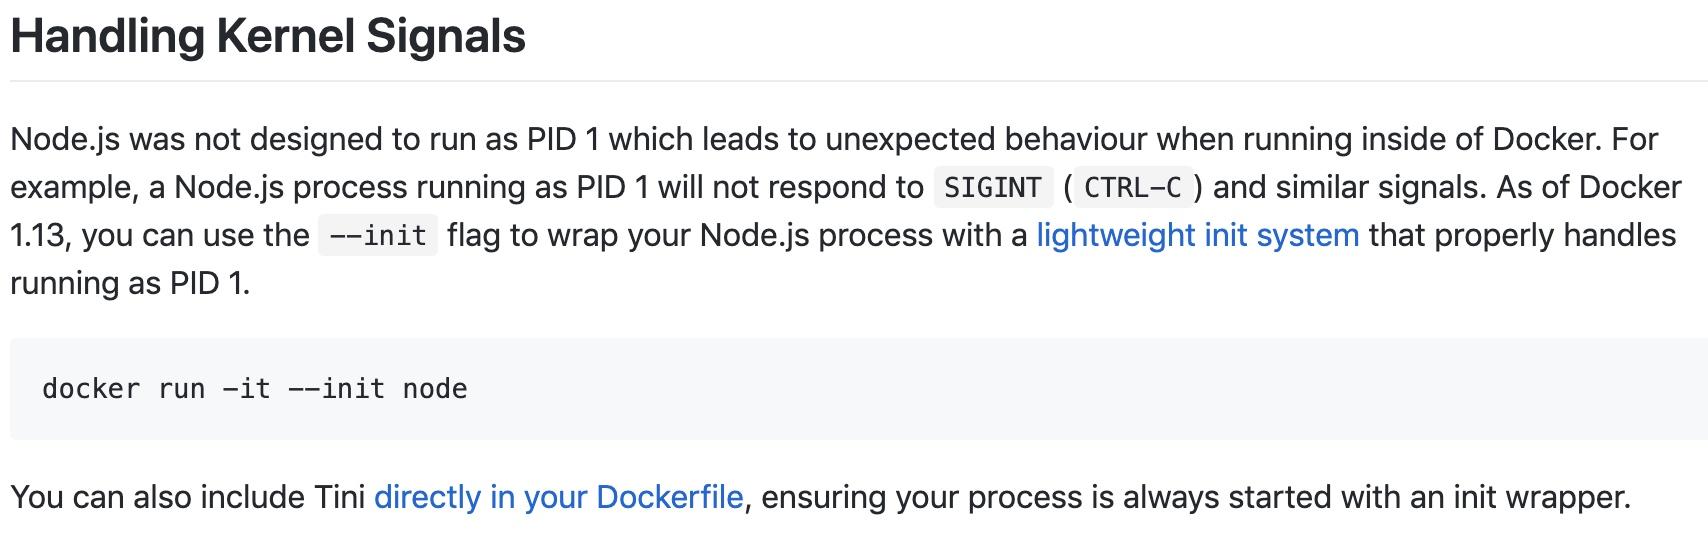 Handling Kernel Signals
Node.js was not designed to run as PID 1 which leads to unexpected behaviour when running inside of Docker. For
example, a Node.js process running as PID 1 will not respond to SIGINT ( CTRL-C ) and similar signals. As of Docker
1.13, you can use the --init flag to wrap your Node.js process with a lightweight init system that properly handles
running as PID 1.
docker run -it --init node
You can also include Tini directly in your Dockerfile, ensuring your process is always started with an init wrapper.